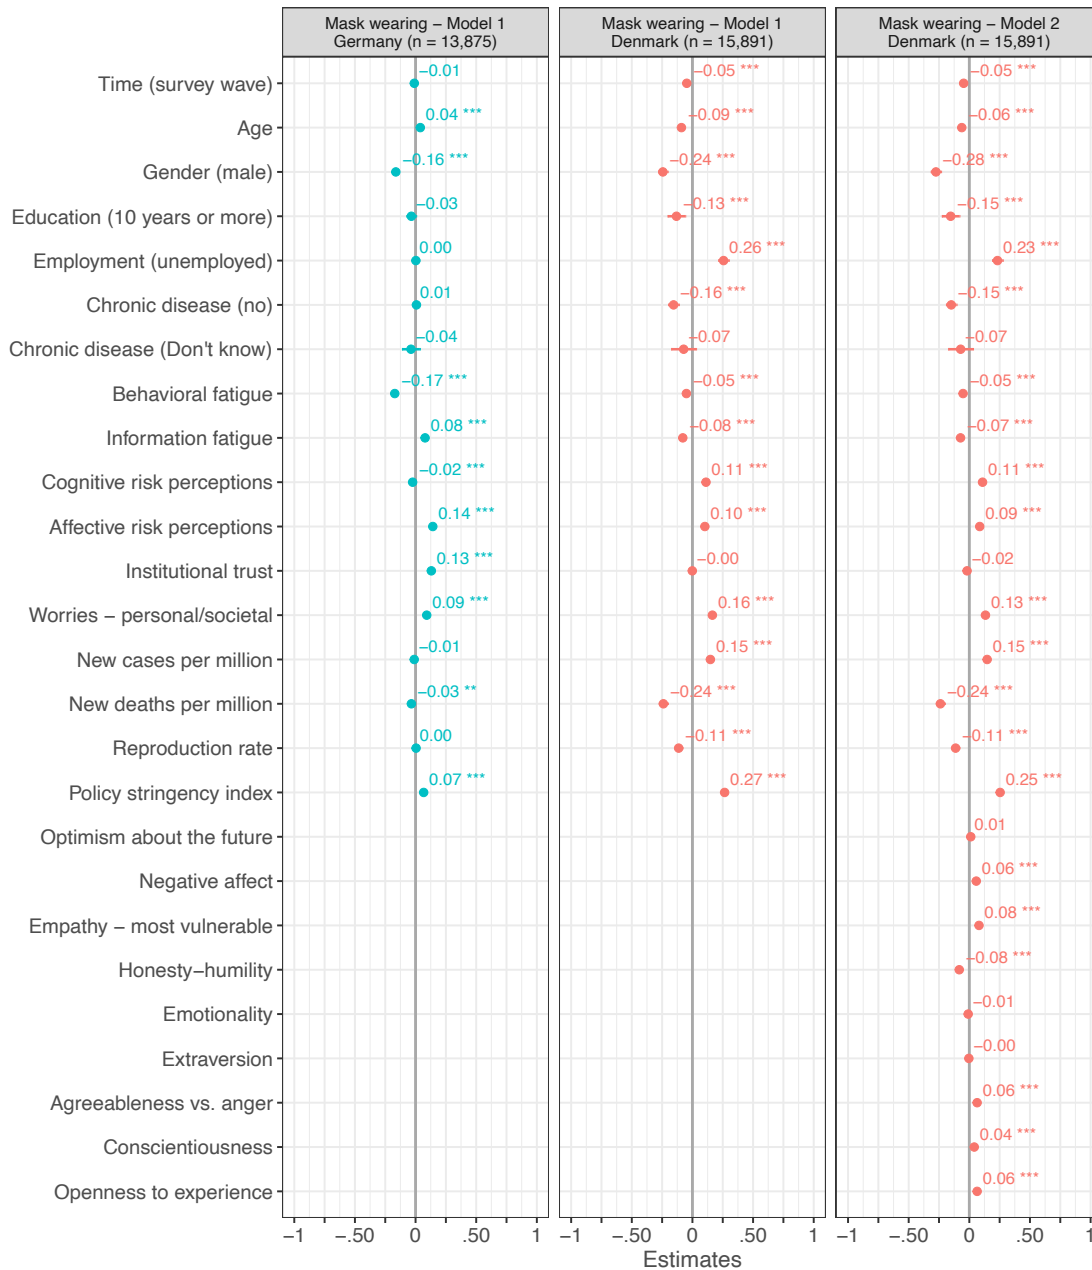 Mask wearing – Model 1
Germany (n = 13,875)
Mask wearing – Model 1
Denmark (n = 15,891)
Mask wearing – Model 2
Denmark (n = 15,891)
Time (survey wave) −0.01 −0.05 *** −0.05 ***
Age 0.04 *** −0.09 *** −0.06 ***
Gender (male) −0.16 *** −0.24 *** −0.28 ***
Education (10 years or more) −0.03 −0.13 *** −0.15 ***
Employment (unemployed) 0.00 0.26 *** 0.23 ***
Chronic disease (no) 0.01 −0.16 *** −0.15 ***
Chronic disease (Don't know) −0.04 −0.07 −0.07
Behavioral fatigue −0.17 *** −0.05 *** −0.05 ***
Information fatigue 0.08 *** −0.08 *** −0.07 ***
Cognitive risk perceptions −0.02 *** 0.11 *** 0.11 ***
Affective risk perceptions 0.14 *** 0.10 *** 0.09 ***
Institutional trust 0.13 *** −0.00 −0.02
Worries – personal/societal 0.09 *** 0.16 *** 0.13 ***
New cases per million −0.01 0.15 *** 0.15 ***
New deaths per million −0.03 ** −0.24 *** −0.24 ***
Reproduction rate 0.00 −0.11 *** −0.11 ***
Policy stringency index 0.07 *** 0.27 *** 0.25 ***
Optimism about the future 0.01
Negative affect 0.06 ***
Empathy – most vulnerable 0.08 ***
Honesty–humility −0.08 ***
Emotionality −0.01
Extraversion −0.00
Agreeableness vs. anger 0.06 ***
Conscientiousness 0.04 ***
Openness to experience 0.06 ***
−1 −.50 0 .50 1 −1 −.50 0 .50 1 −1 −.50 0 .50 1
Estimates